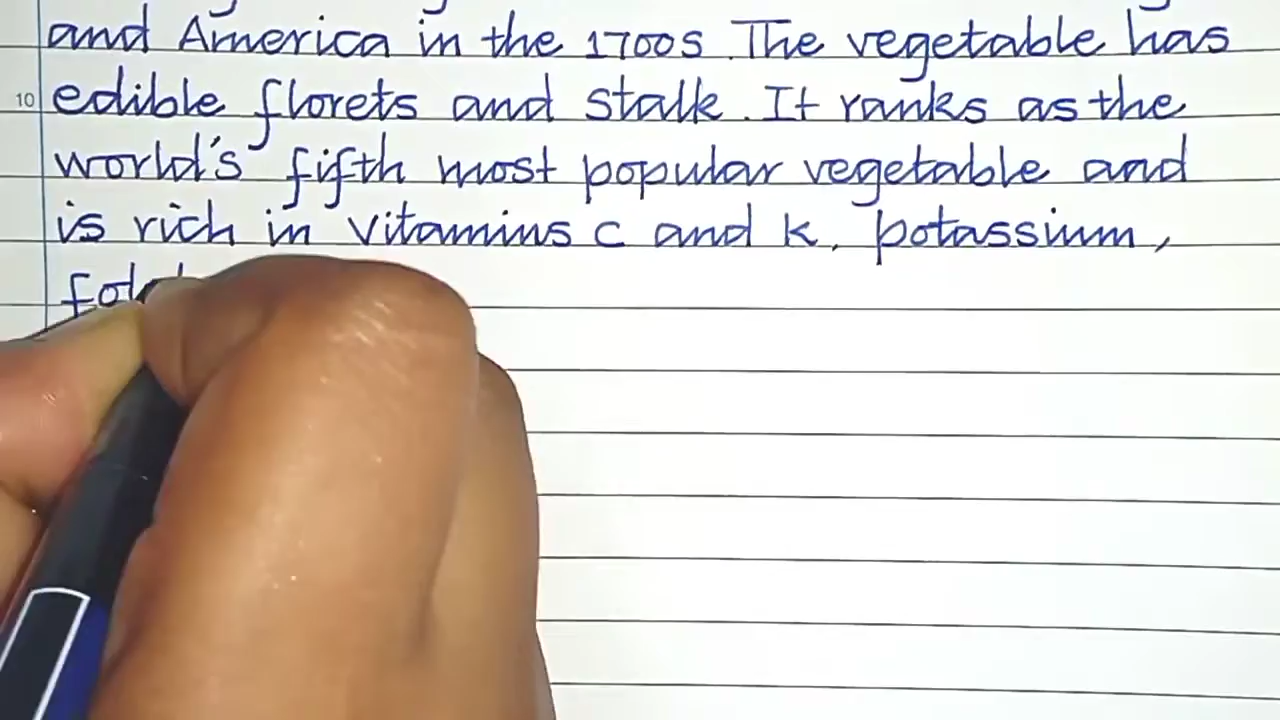 and America in the 1700s. The vegetable has
10 edible florets and stalk. It ranks as the
world's fifth most popular vegetable and
is rich in vitamins c and k, potassium,